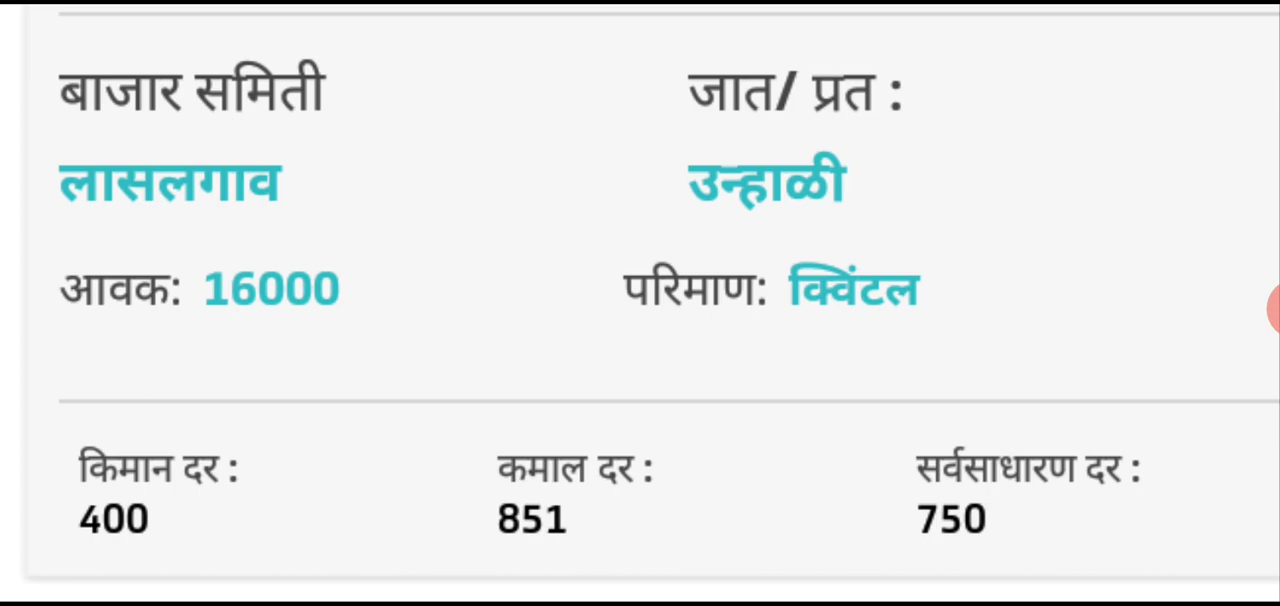 बाजार समिती जात/ प्रत :
लासलगाव उन्हाळी
आवक: 16000 परिमाण: क्विंटल
किमान दर : कमाल दर : सर्वसाधारण दर :
400 851 750